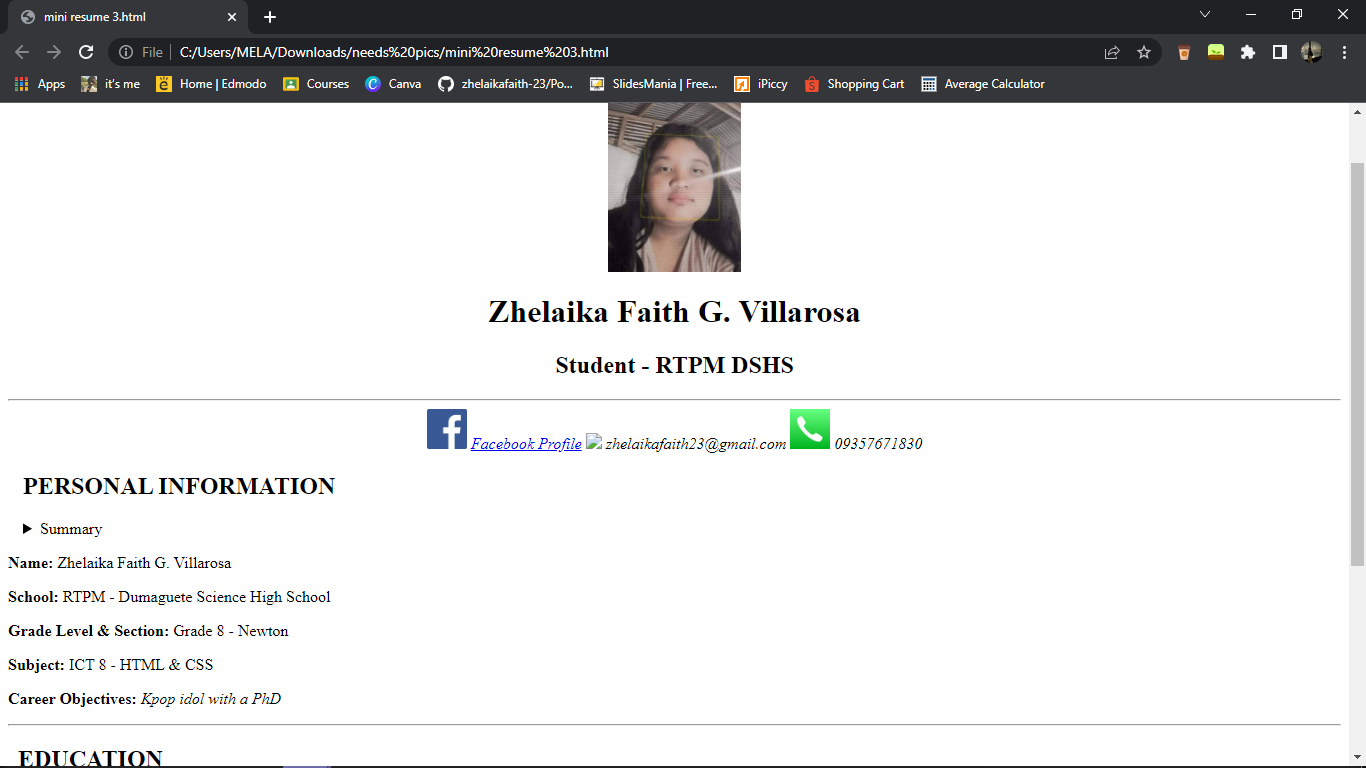 mini resume 3.html
File C:/Users/MELA/Downloads/needs%20pics/mini%20resume%203.html
Apps it's me Home | Edmodo Courses Canva zhelaikafaith-23/Po... SlidesMania | Free... iPiccy Shopping Cart Average Calculator
Zhelaika Faith G. Villarosa
Student - RTPM DSHS
Facebook Profile zhelaikafaith23@gmail.com 09357671830
PERSONAL INFORMATION
Summary
Name: Zhelaika Faith G. Villarosa
School: RTPM - Dumaguete Science High School
Grade Level & Section: Grade 8 - Newton
Subject: ICT 8 - HTML & CSS
Career Objectives: Kpop idol with a PhD
EDUCATION